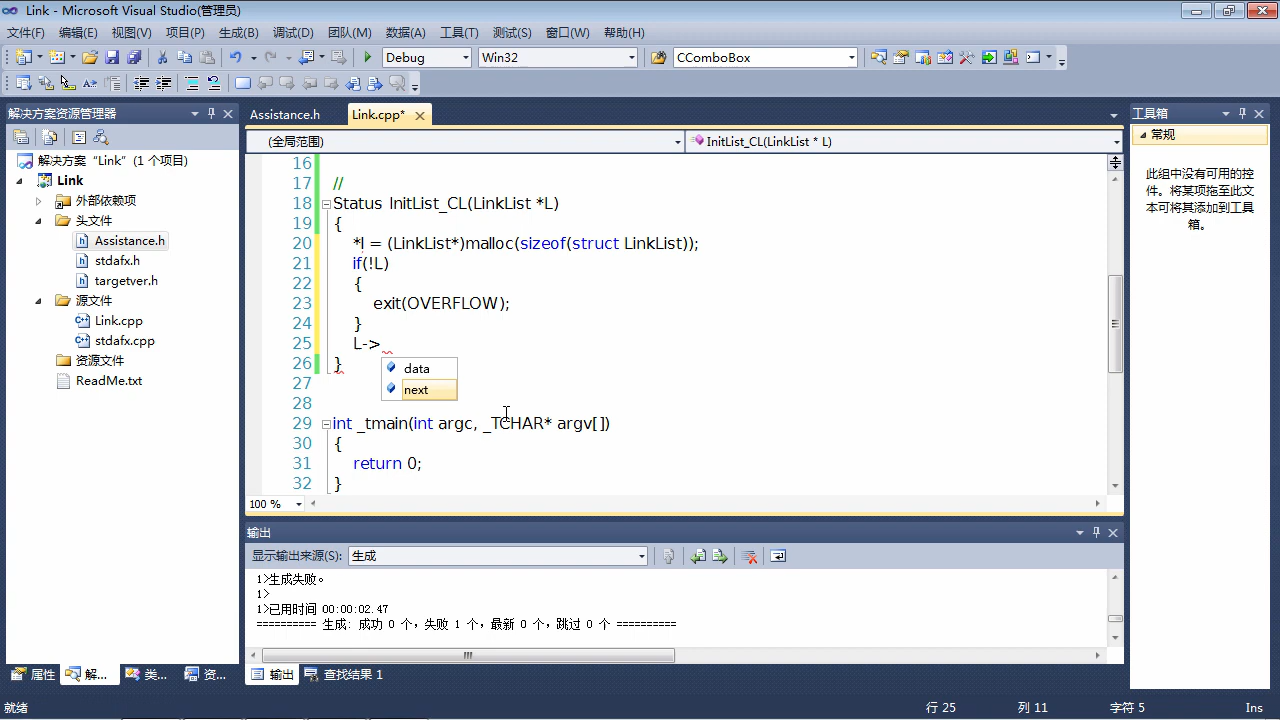 Link - Microsoft Visual Studio(管理员)
文件(F) 编辑(E) 视图(V) 项目(P) 生成(B) 调试(D) 团队(M) 数据(A) 工具(T) 测试(S) 窗口(W) 帮助(H)
Debug Win32 CComboBox
解决方案资源管理器
解决方案 “Link” (1 个项目)
Link
外部依赖项
头文件
Assistance.h
stdafx.h
targetver.h
源文件
Link.cpp
stdafx.cpp
资源文件
ReadMe.txt
属性 解... 类... 资...
Assistance.h Link.cpp*
(全局范围) InitList_CL(LinkList * L)
16
17 //
18 Status InitList_CL(LinkList *L)
19 {
20 *l = (LinkList*)malloc(sizeof(struct LinkList));
21 if(!L)
22 {
23 exit(OVERFLOW);
24 }
25 L->
26 }
data
27
next
28
29 int _tmain(int argc, _TCHAR* argv[])
30 {
31 return 0;
32 }
100 %
输出
显示输出来源(S): 生成
1>生成失败。
1>
1>已用时间 00:00:02.47
========== 生成: 成功 0 个，失败 1 个，最新 0 个，跳过 0 个 ==========
输出 查找结果 1
工具箱
常规
此组中没有可用的控
件。将某项拖至此文
本可将其添加到工具
箱。
就绪 行 25 列 11 字符 5 Ins